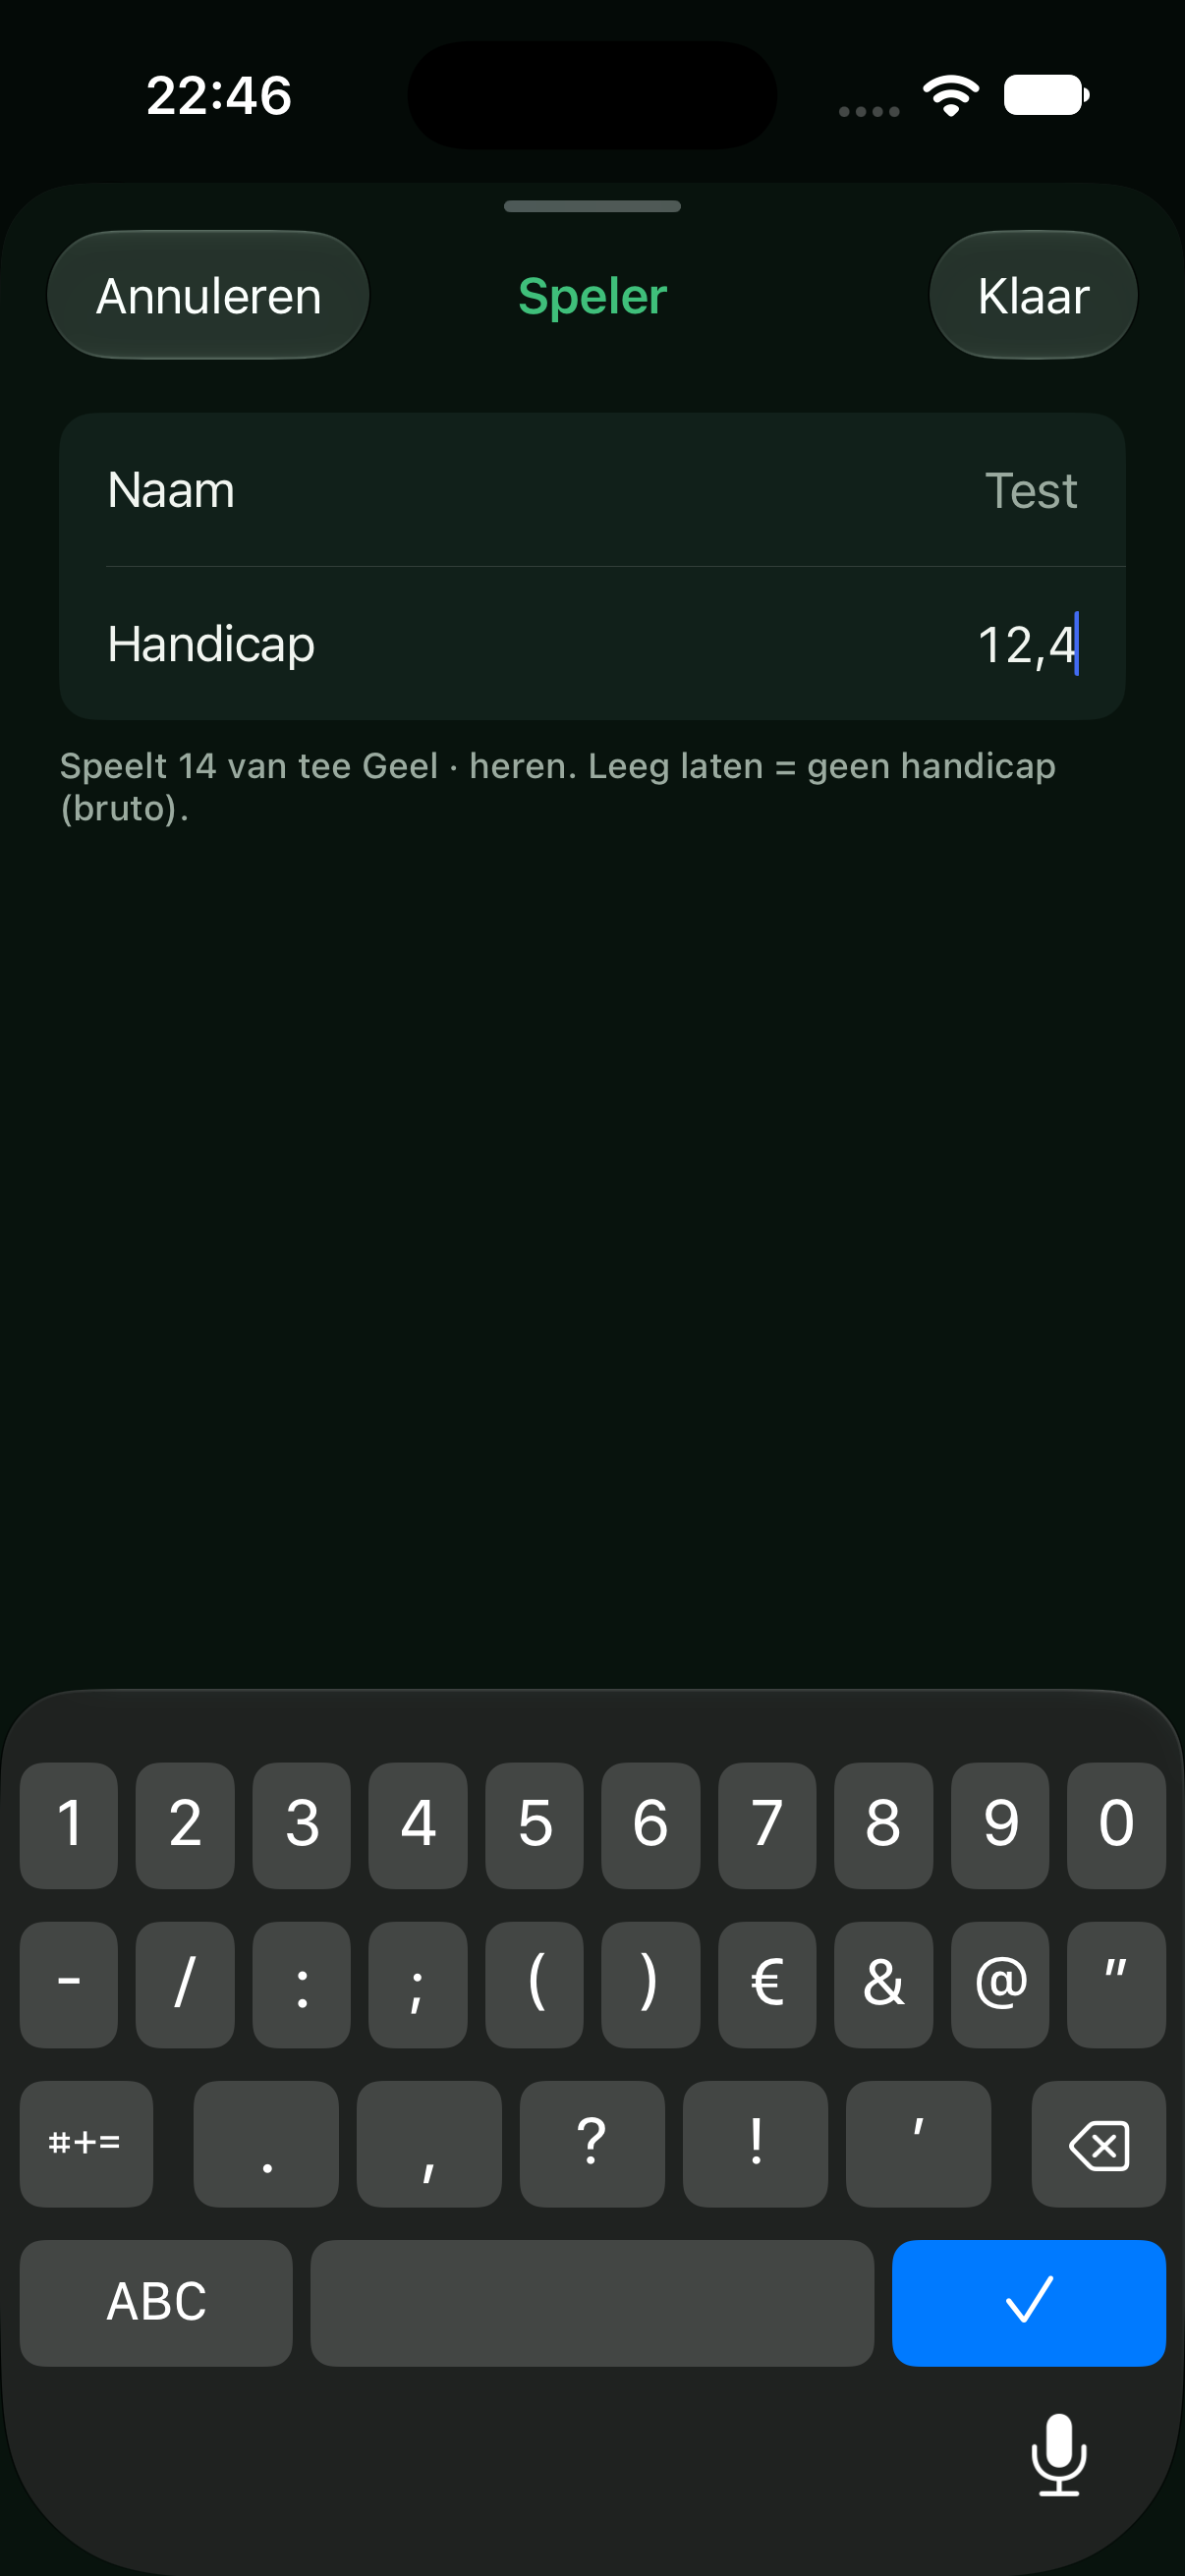 22:46
Annuleren Speler Klaar
Naam Test
Handicap 12,4
Speelt 14 van tee Geel · heren. Leeg laten = geen handicap
(bruto).
1 2 3 4 5 6 7 8 9 0
- / : ; ( ) € & @ "
#+= . , ? ! '
ABC